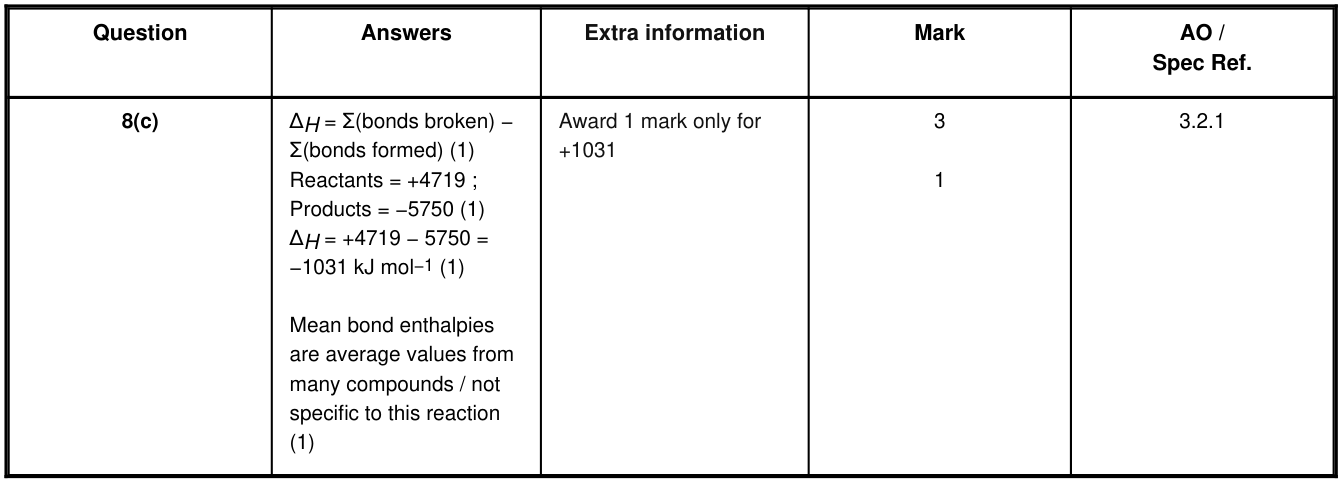 Question
Answers
Extra information
Mark
AO /
Spec Ref.
8(c)
ΔH = Σ(bonds broken) −
Σ(bonds formed) (1)
Reactants = +4719 ;
Products = −5750 (1)
ΔH = +4719 − 5750 =
−1031 kJ mol−1 (1)
Mean bond enthalpies
are average values from
many compounds / not
specific to this reaction
(1)
Award 1 mark only for
+1031
3
1
3.2.1